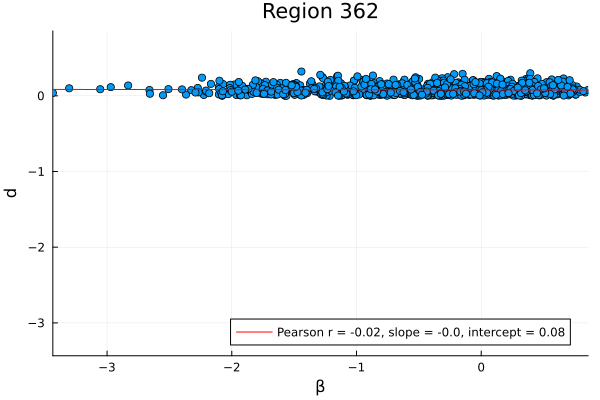 Region 362
d
0
−1
−2
−3
Pearson r = -0.02, slope = -0.0, intercept = 0.08
−3 −2 −1 0
β